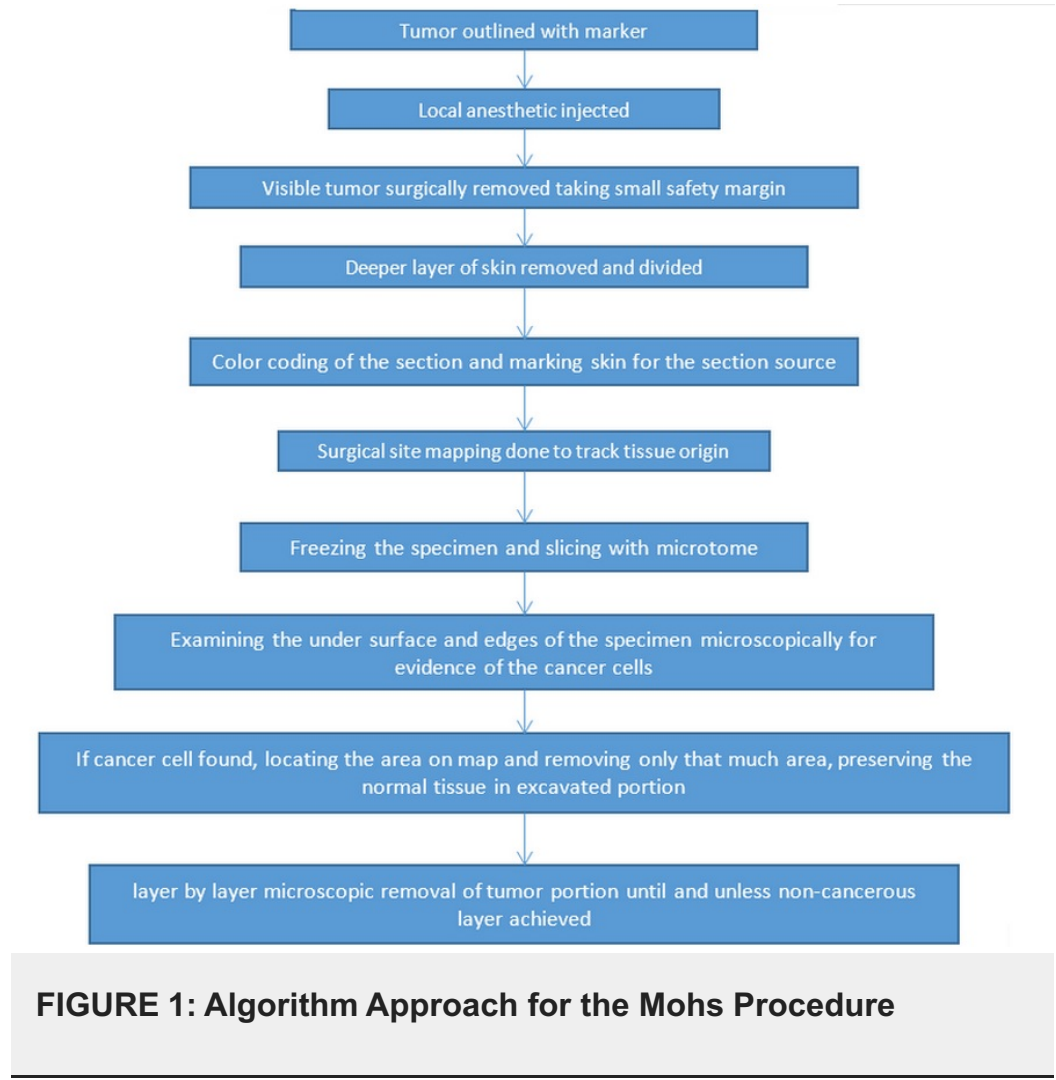 Tumor outlined with marker
Local anesthetic injected
Visible tumor surgically removed taking small safety margin
Deeper layer of skin removed and divided
Color coding of the section and marking skin for the section source
Surgical site mapping done to track tissue origin
Freezing the specimen and slicing with microtome
Examining the under surface and edges of the specimen microscopically for
evidence of the cancer cells
If cancer cell found, locating the area on map and removing only that much area, preserving the
normal tissue in excavated portion
layer by layer microscopic removal of tumor portion until and unless non-cancerous
layer achieved
FIGURE 1: Algorithm Approach for the Mohs Procedure